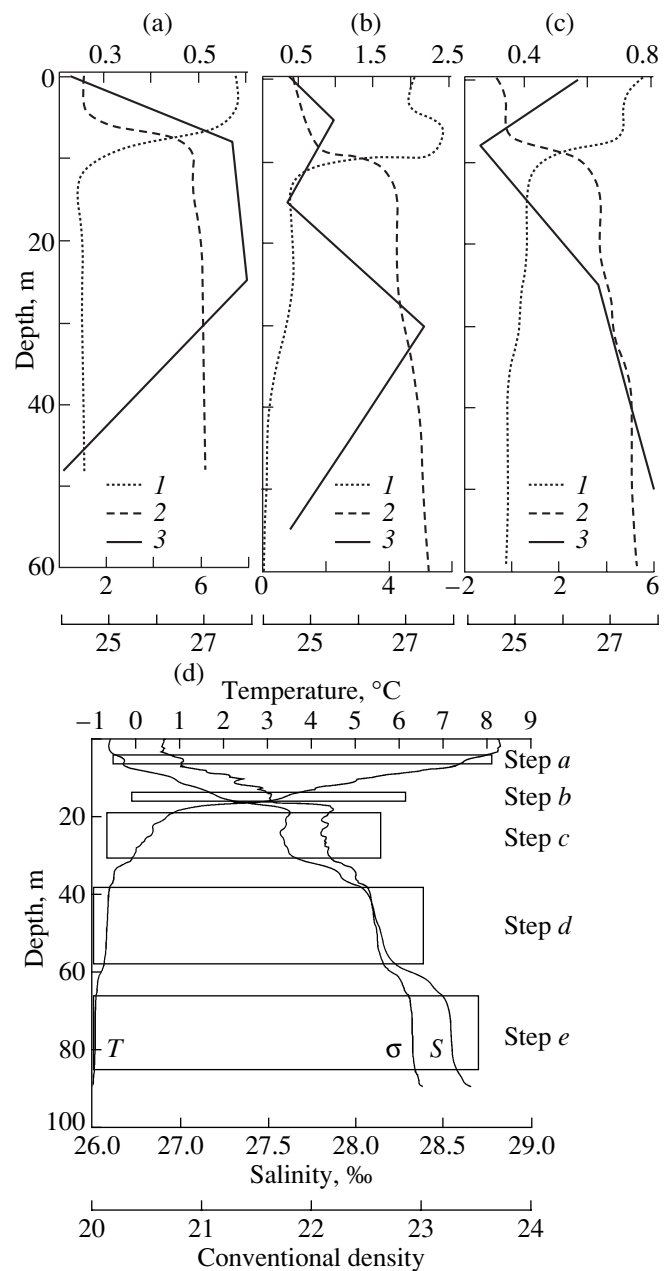 (a) (b) (c)
0.3 0.5 0.5 1.5 2.5 0.4 0.8
0
20
40
60
Depth, m
1 1 1
2 2 2
3 3 3
2 6 0 4 –2 2 6
25 27 25 27 25 27
(d)
Temperature, °C
–1 0 1 2 3 4 5 6 7 8 9
Step a
Step b
20
Step c
40
Step d
60
Step e
80
100
Depth, m
T σ S
26.0 27.0 27.5 28.0 28.5 29.0
Salinity, ‰
20 21 22 23 24
Conventional density